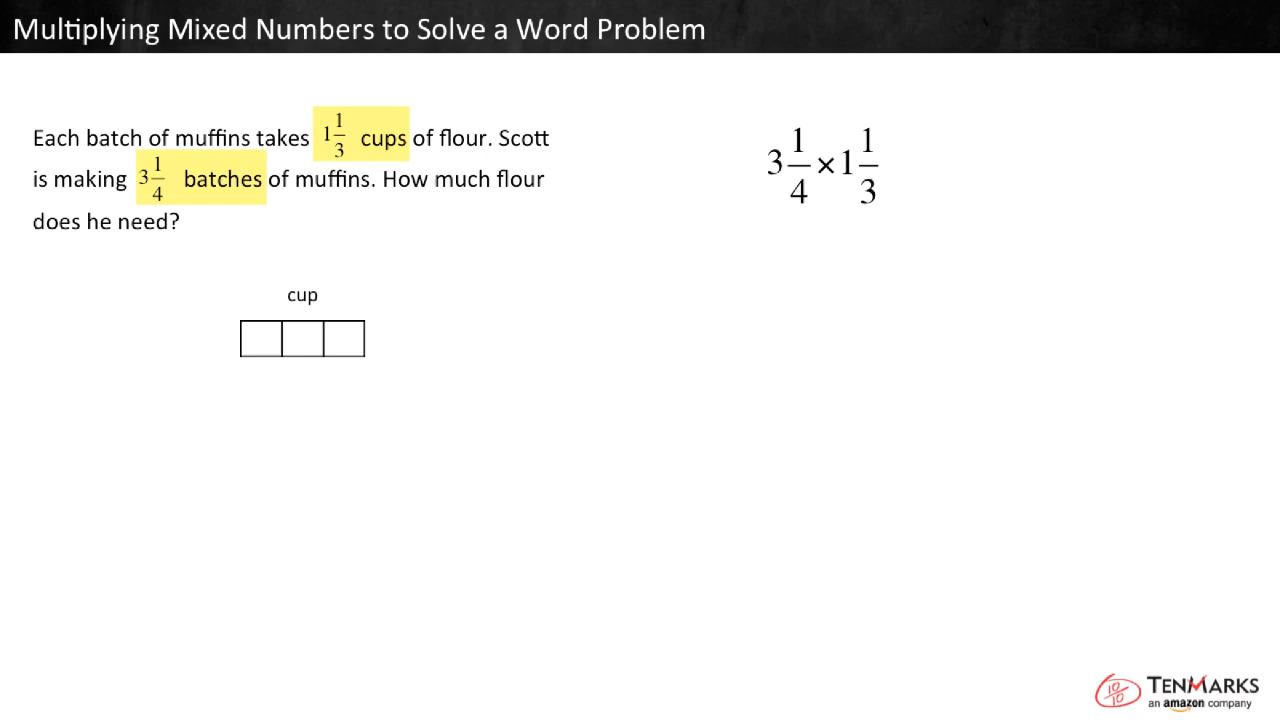 Multiplying Mixed Numbers to Solve a Word Problem
Each batch of muffins takes 1 1/3 cups of flour. Scott
is making 3 1/4 batches of muffins. How much flour
does he need?
3 1/4 × 1 1/3
cup
10/10 TENMARKS
an amazon company